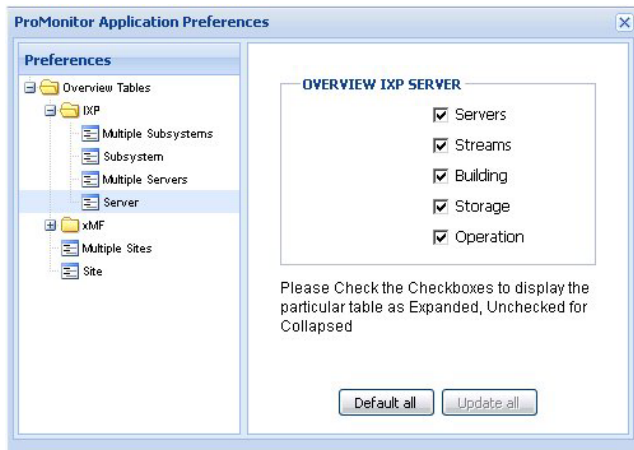 ProMonitor Application Preferences
Preferences
Overview Tables
IXP
Multiple Subsystems
Subsystem
Multiple Servers
Server
xMF
Multiple Sites
Site
OVERVIEW IXP SERVER
Servers
Streams
Building
Storage
Operation
Please Check the Checkboxes to display the
particular table as Expanded, Unchecked for
Collapsed
Default all
Update all